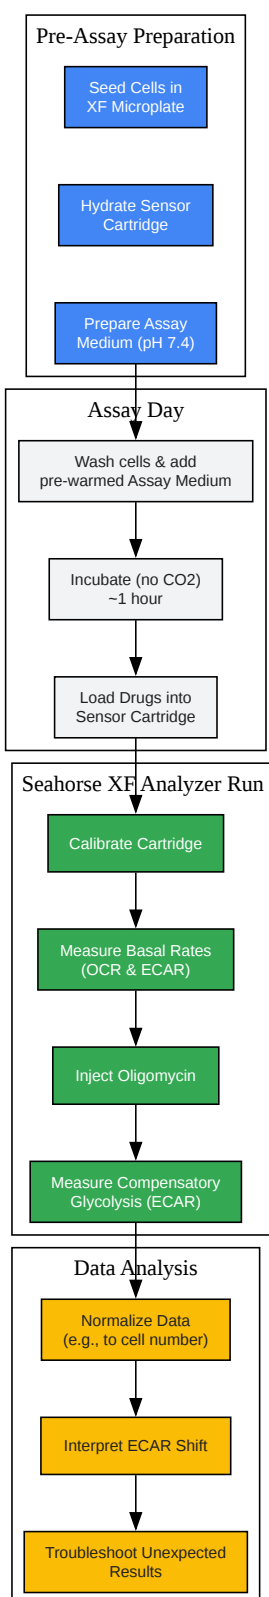 Pre-Assay Preparation
Seed Cells in
XF Microplate
Hydrate Sensor
Cartridge
Prepare Assay
Medium (pH 7.4)
Assay Day
Wash cells & add
pre-warmed Assay Medium
Incubate (no CO2)
~1 hour
Load Drugs into
Sensor Cartridge
Seahorse XF Analyzer Run
Calibrate Cartridge
Measure Basal Rates
(OCR & ECAR)
Inject Oligomycin
Measure Compensatory
Glycolysis (ECAR)
Data Analysis
Normalize Data
(e.g., to cell number)
Interpret ECAR Shift
Troubleshoot Unexpected
Results